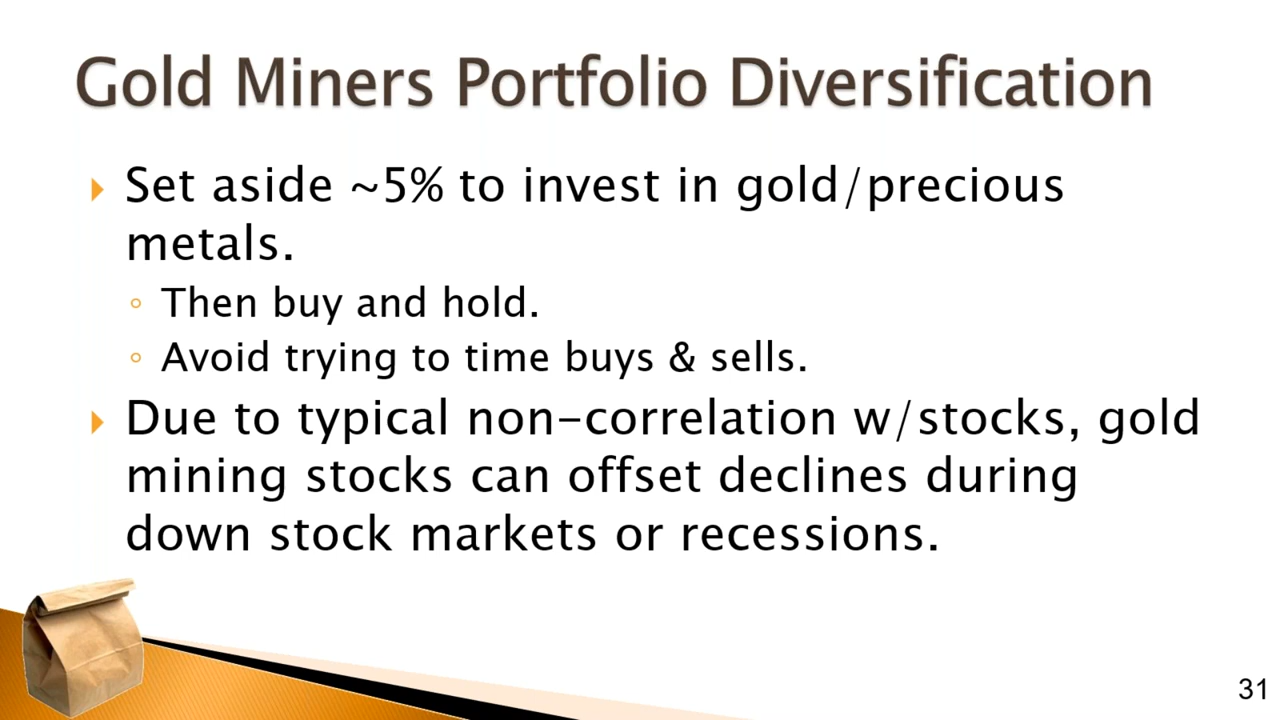 Gold Miners Portfolio Diversification
Set aside ~5% to invest in gold/precious
metals.
Then buy and hold.
Avoid trying to time buys & sells.
Due to typical non-correlation w/stocks, gold
mining stocks can offset declines during
down stock markets or recessions.
31